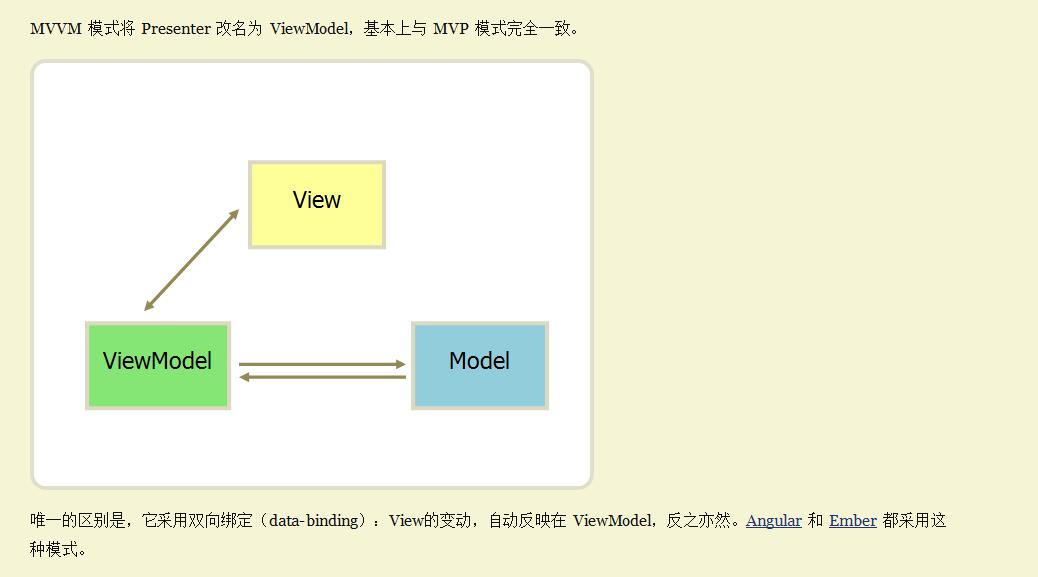 MVVM 模式将 Presenter 改名为 ViewModel，基本上与 MVP 模式完全一致。
View
ViewModel
Model
唯一的区别是，它采用双向绑定（data-binding）：View的变动，自动反映在 ViewModel，反之亦然。Angular 和 Ember 都采用这
种模式。